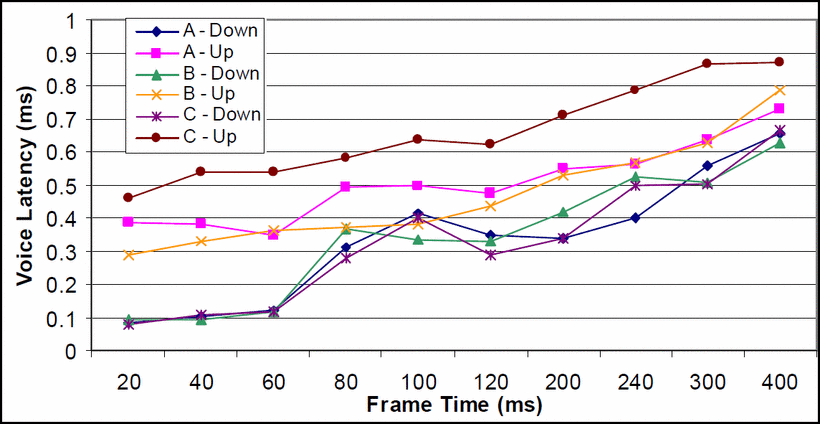 1
0.9
0.8
0.7
0.6
0.5
0.4
0.3
0.2
0.1
0
Voice Latency (ms)
A - Down
A - Up
B - Down
B - Up
C - Down
C - Up
20 40 60 80 100 120 200 240 300 400
Frame Time (ms)